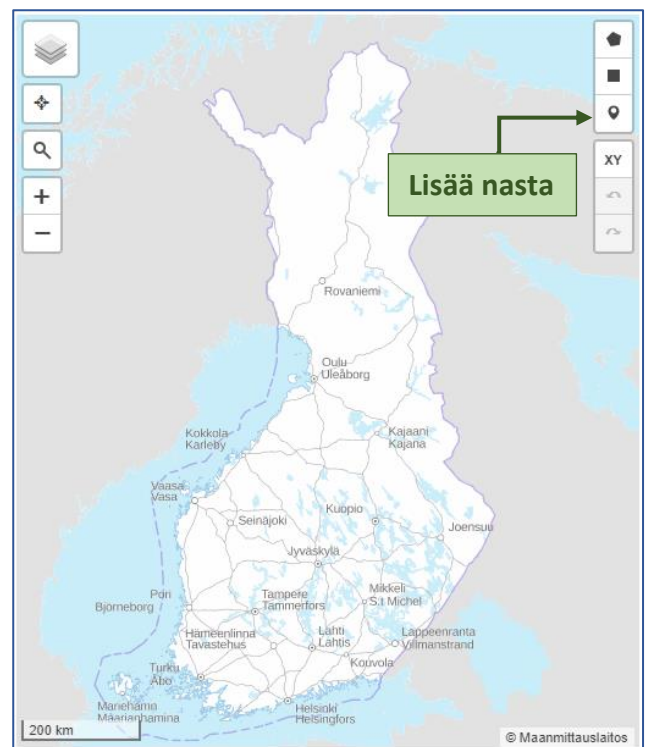 XY
Lisää nasta
+
−
Rovaniemi
Oulu
Uleåborg
Kokkola
Karleby
Kajaani
Kajana
Vaasa
Vasa
Seinäjoki
Kuopio
Joensuu
Jyväskylä
Pori
Björneborg
Tampere
Tammerfors
Mikkeli
S:t Michel
Hämeenlinna
Tavastehus
Lahti
Lahtis
Lappeenranta
Villmanstrand
Kouvola
Turku
Åbo
Mariehamn
Maarianhamina
Helsinki
Helsingfors
200 km
© Maanmittauslaitos